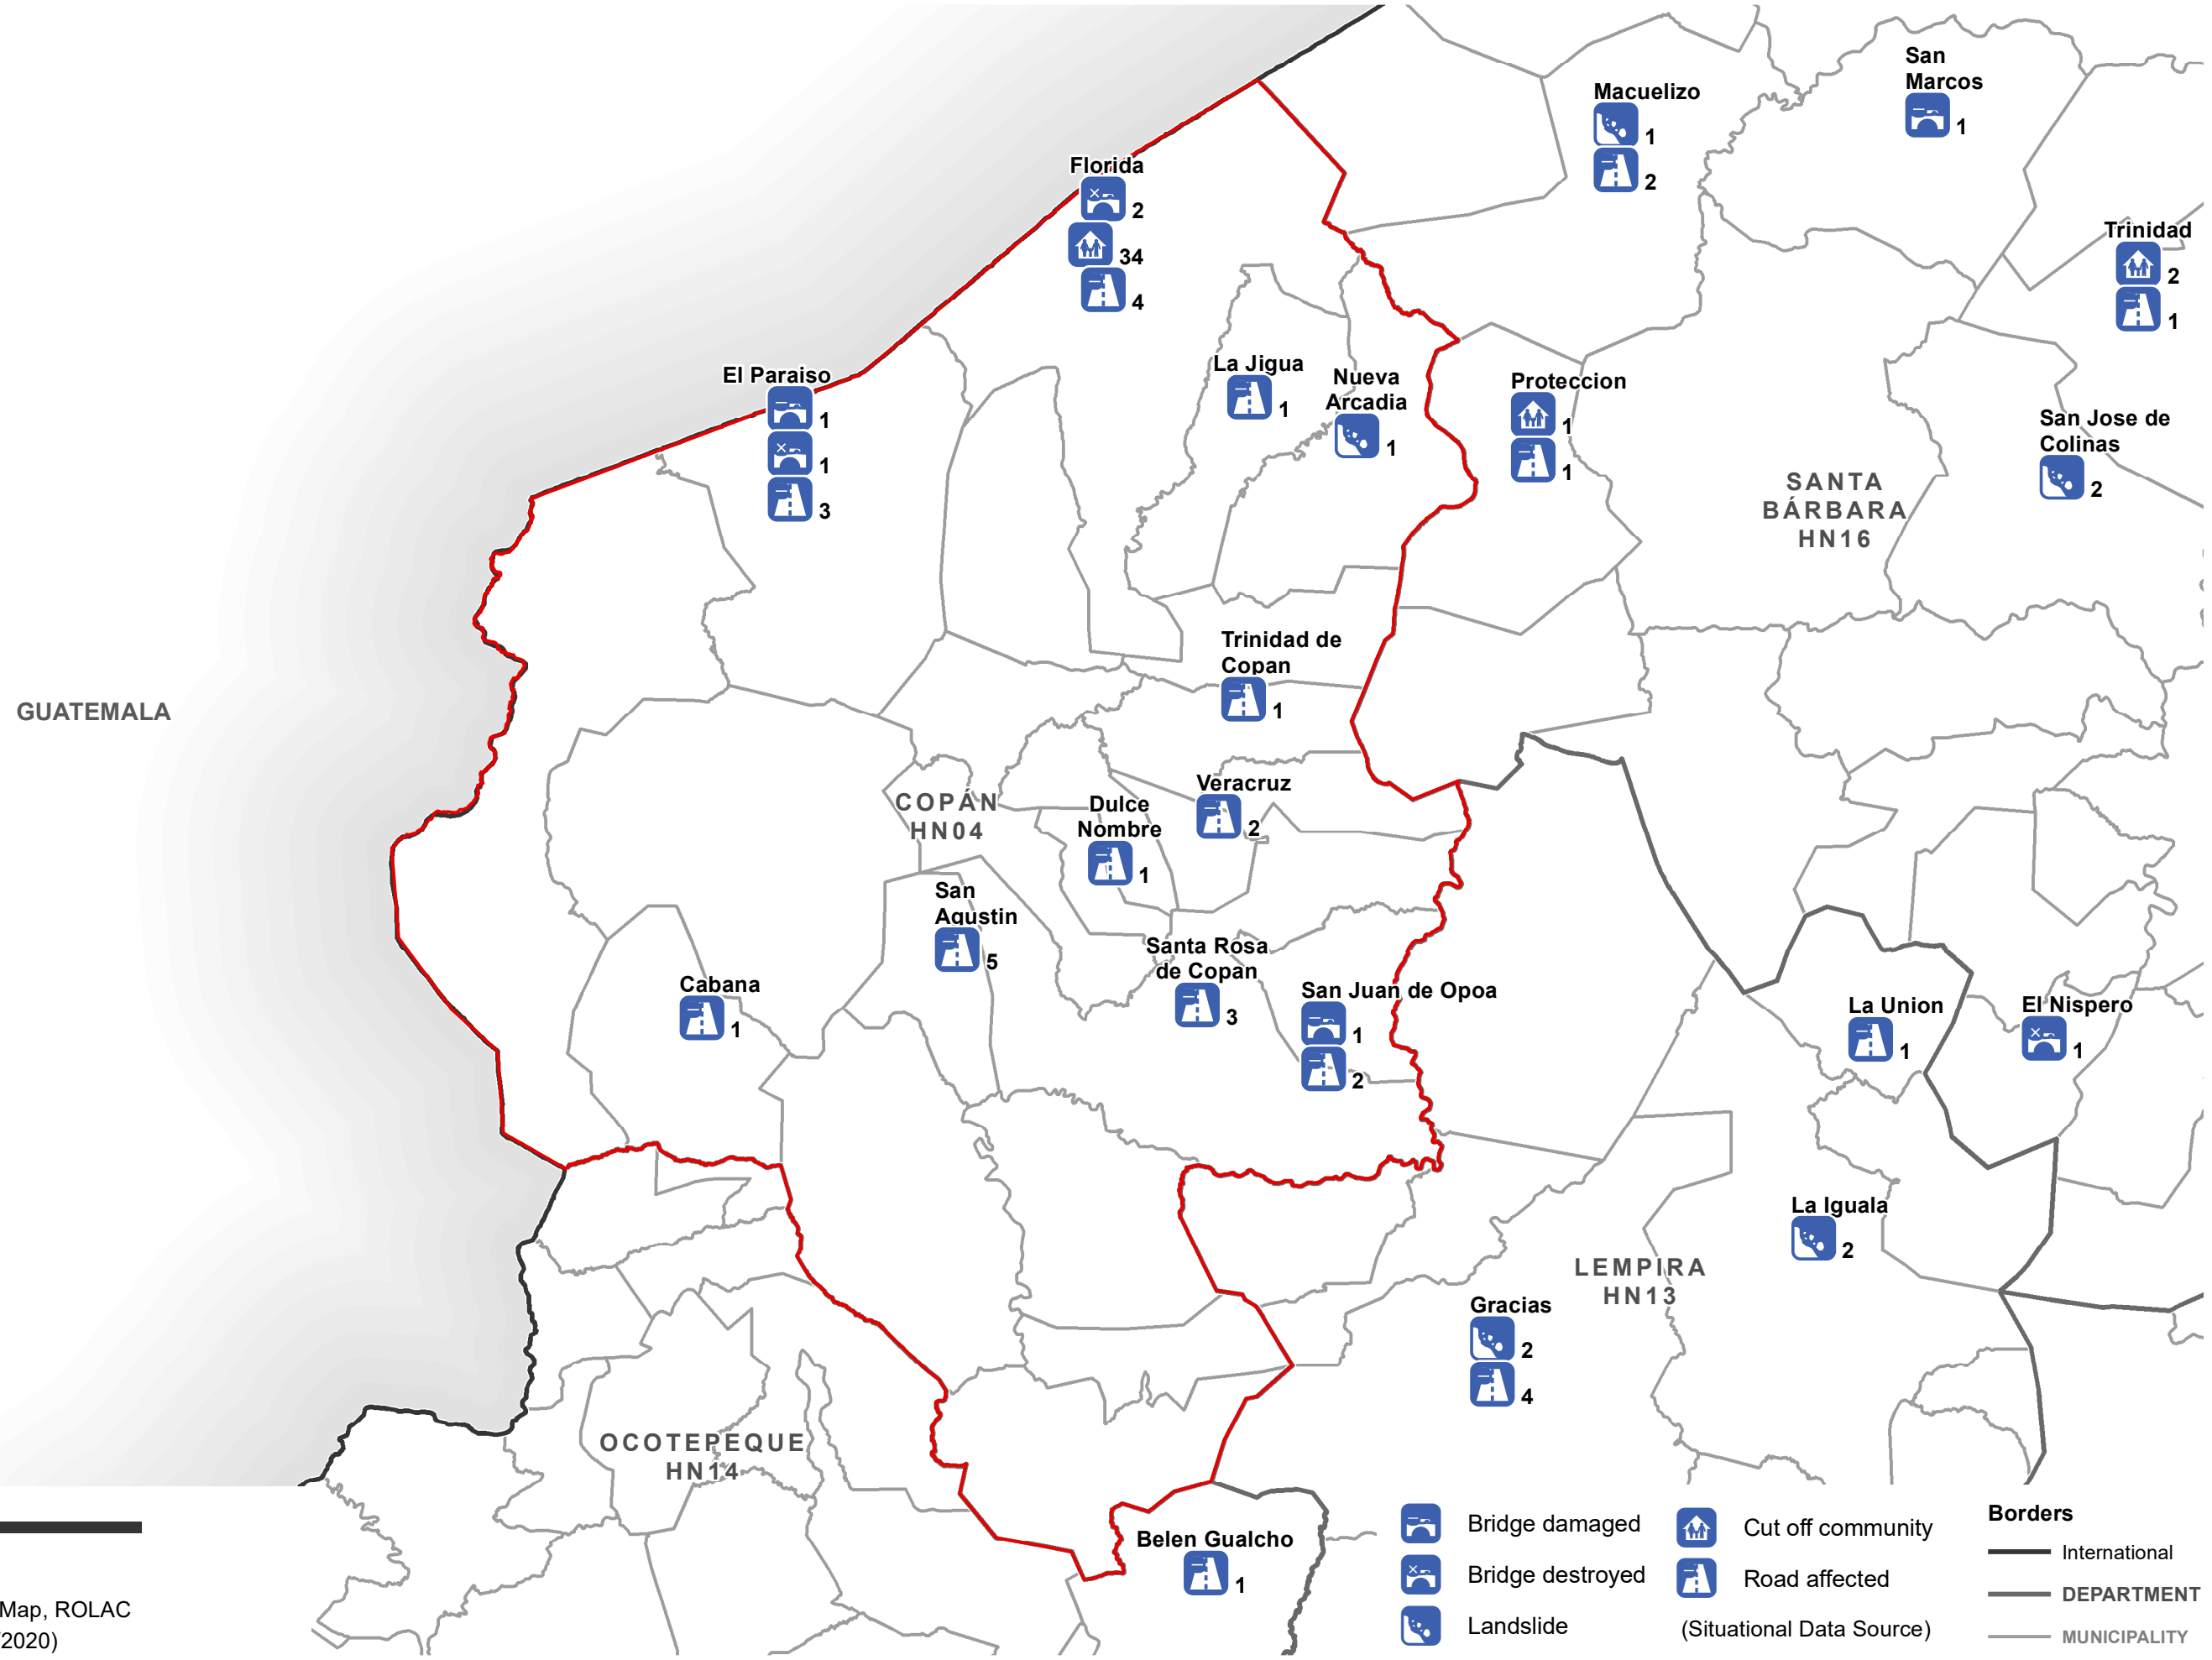 San
Marcos
1
Macuelizo
1
2
Florida
2
34
4
Trinidad
2
1
El Paraiso
1
1
3
La Jigua
1
Nueva
Arcadia
1
Proteccion
1
1
San Jose de
Colinas
2
SANTA
BÁRBARA
HN16
GUATEMALA
Trinidad de
Copan
1
COPÁN
HN04
Veracruz
2
Dulce
Nombre
1
San
Agustin
5
Santa Rosa
de Copan
3
Cabana
1
San Juan de Opoa
1
2
La Union
1
El Nispero
1
La Iguala
2
LEMPIRA
HN13
Gracias
2
4
OCOTEPEQUE
HN14
Belen Gualcho
1
Map, ROLAC
/2020)
Bridge damaged
Bridge destroyed
Landslide
Cut off community
Road affected
(Situational Data Source)
Borders
International
DEPARTMENT
MUNICIPALITY